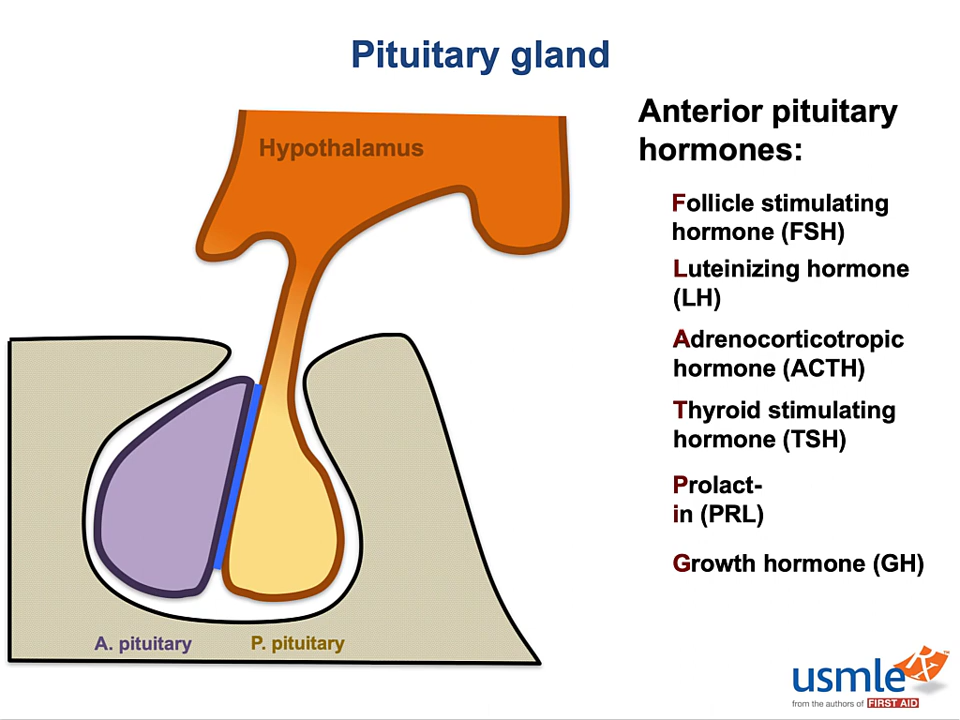 Pituitary gland
Hypothalamus
A. pituitary
P. pituitary
Anterior pituitary
hormones:
Follicle stimulating
hormone (FSH)
Luteinizing hormone
(LH)
Adrenocorticotropic
hormone (ACTH)
Thyroid stimulating
hormone (TSH)
Prolact-
in (PRL)
Growth hormone (GH)
usmle Rx™
from the authors of FIRST AID